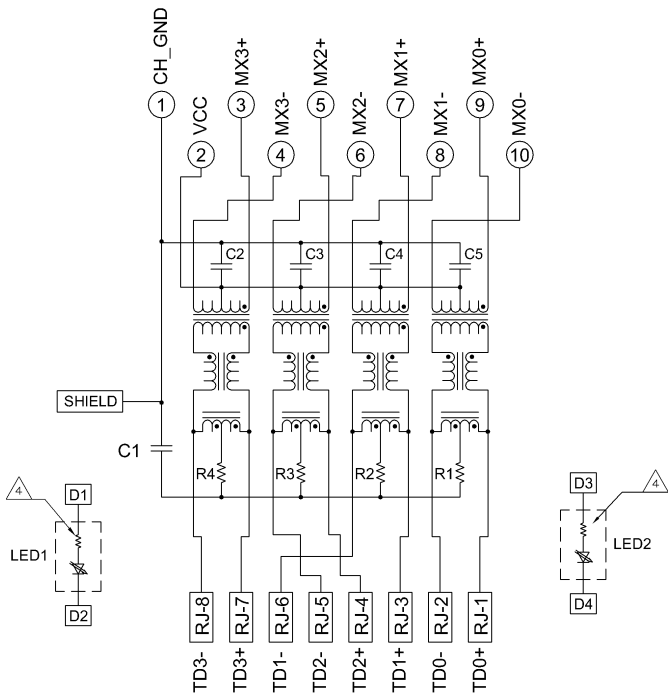 CH_GND
MX3+
MX2+
MX1+
MX0+
1
3
5
7
9
VCC
MX3-
MX2-
MX1-
MX0-
2
4
6
8
10
C2
C3
C4
C5
SHIELD
C1
R4
R3
R2
R1
4
D1
LED1
D2
D3
4
LED2
D4
RJ-8
RJ-7
RJ-6
RJ-5
RJ-4
RJ-3
RJ-2
RJ-1
TD3-
TD3+
TD1-
TD2-
TD2+
TD1+
TD0-
TD0+